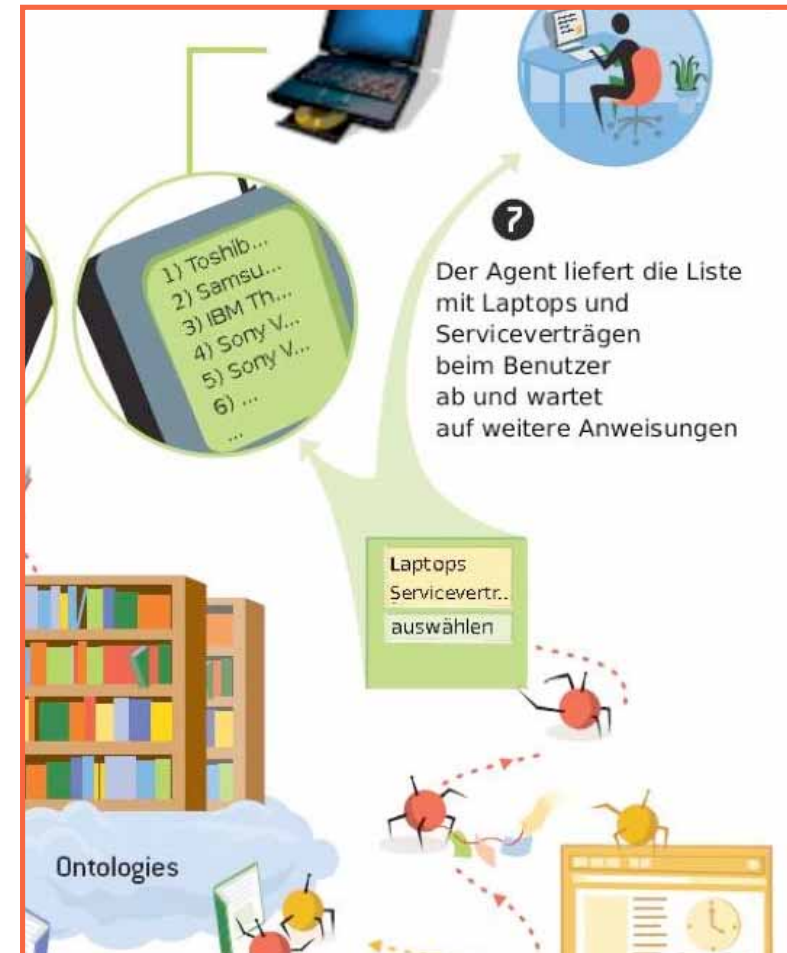 1) Toshib...
2) Samsu...
3) IBM Th...
4) Sony V...
5) Sony V...
6) ...
...
7
Der Agent liefert die Liste
mit Laptops und
Serviceverträgen
beim Benutzer
ab und wartet
auf weitere Anweisungen
Laptops
Servicevertr..
auswählen
Ontologies